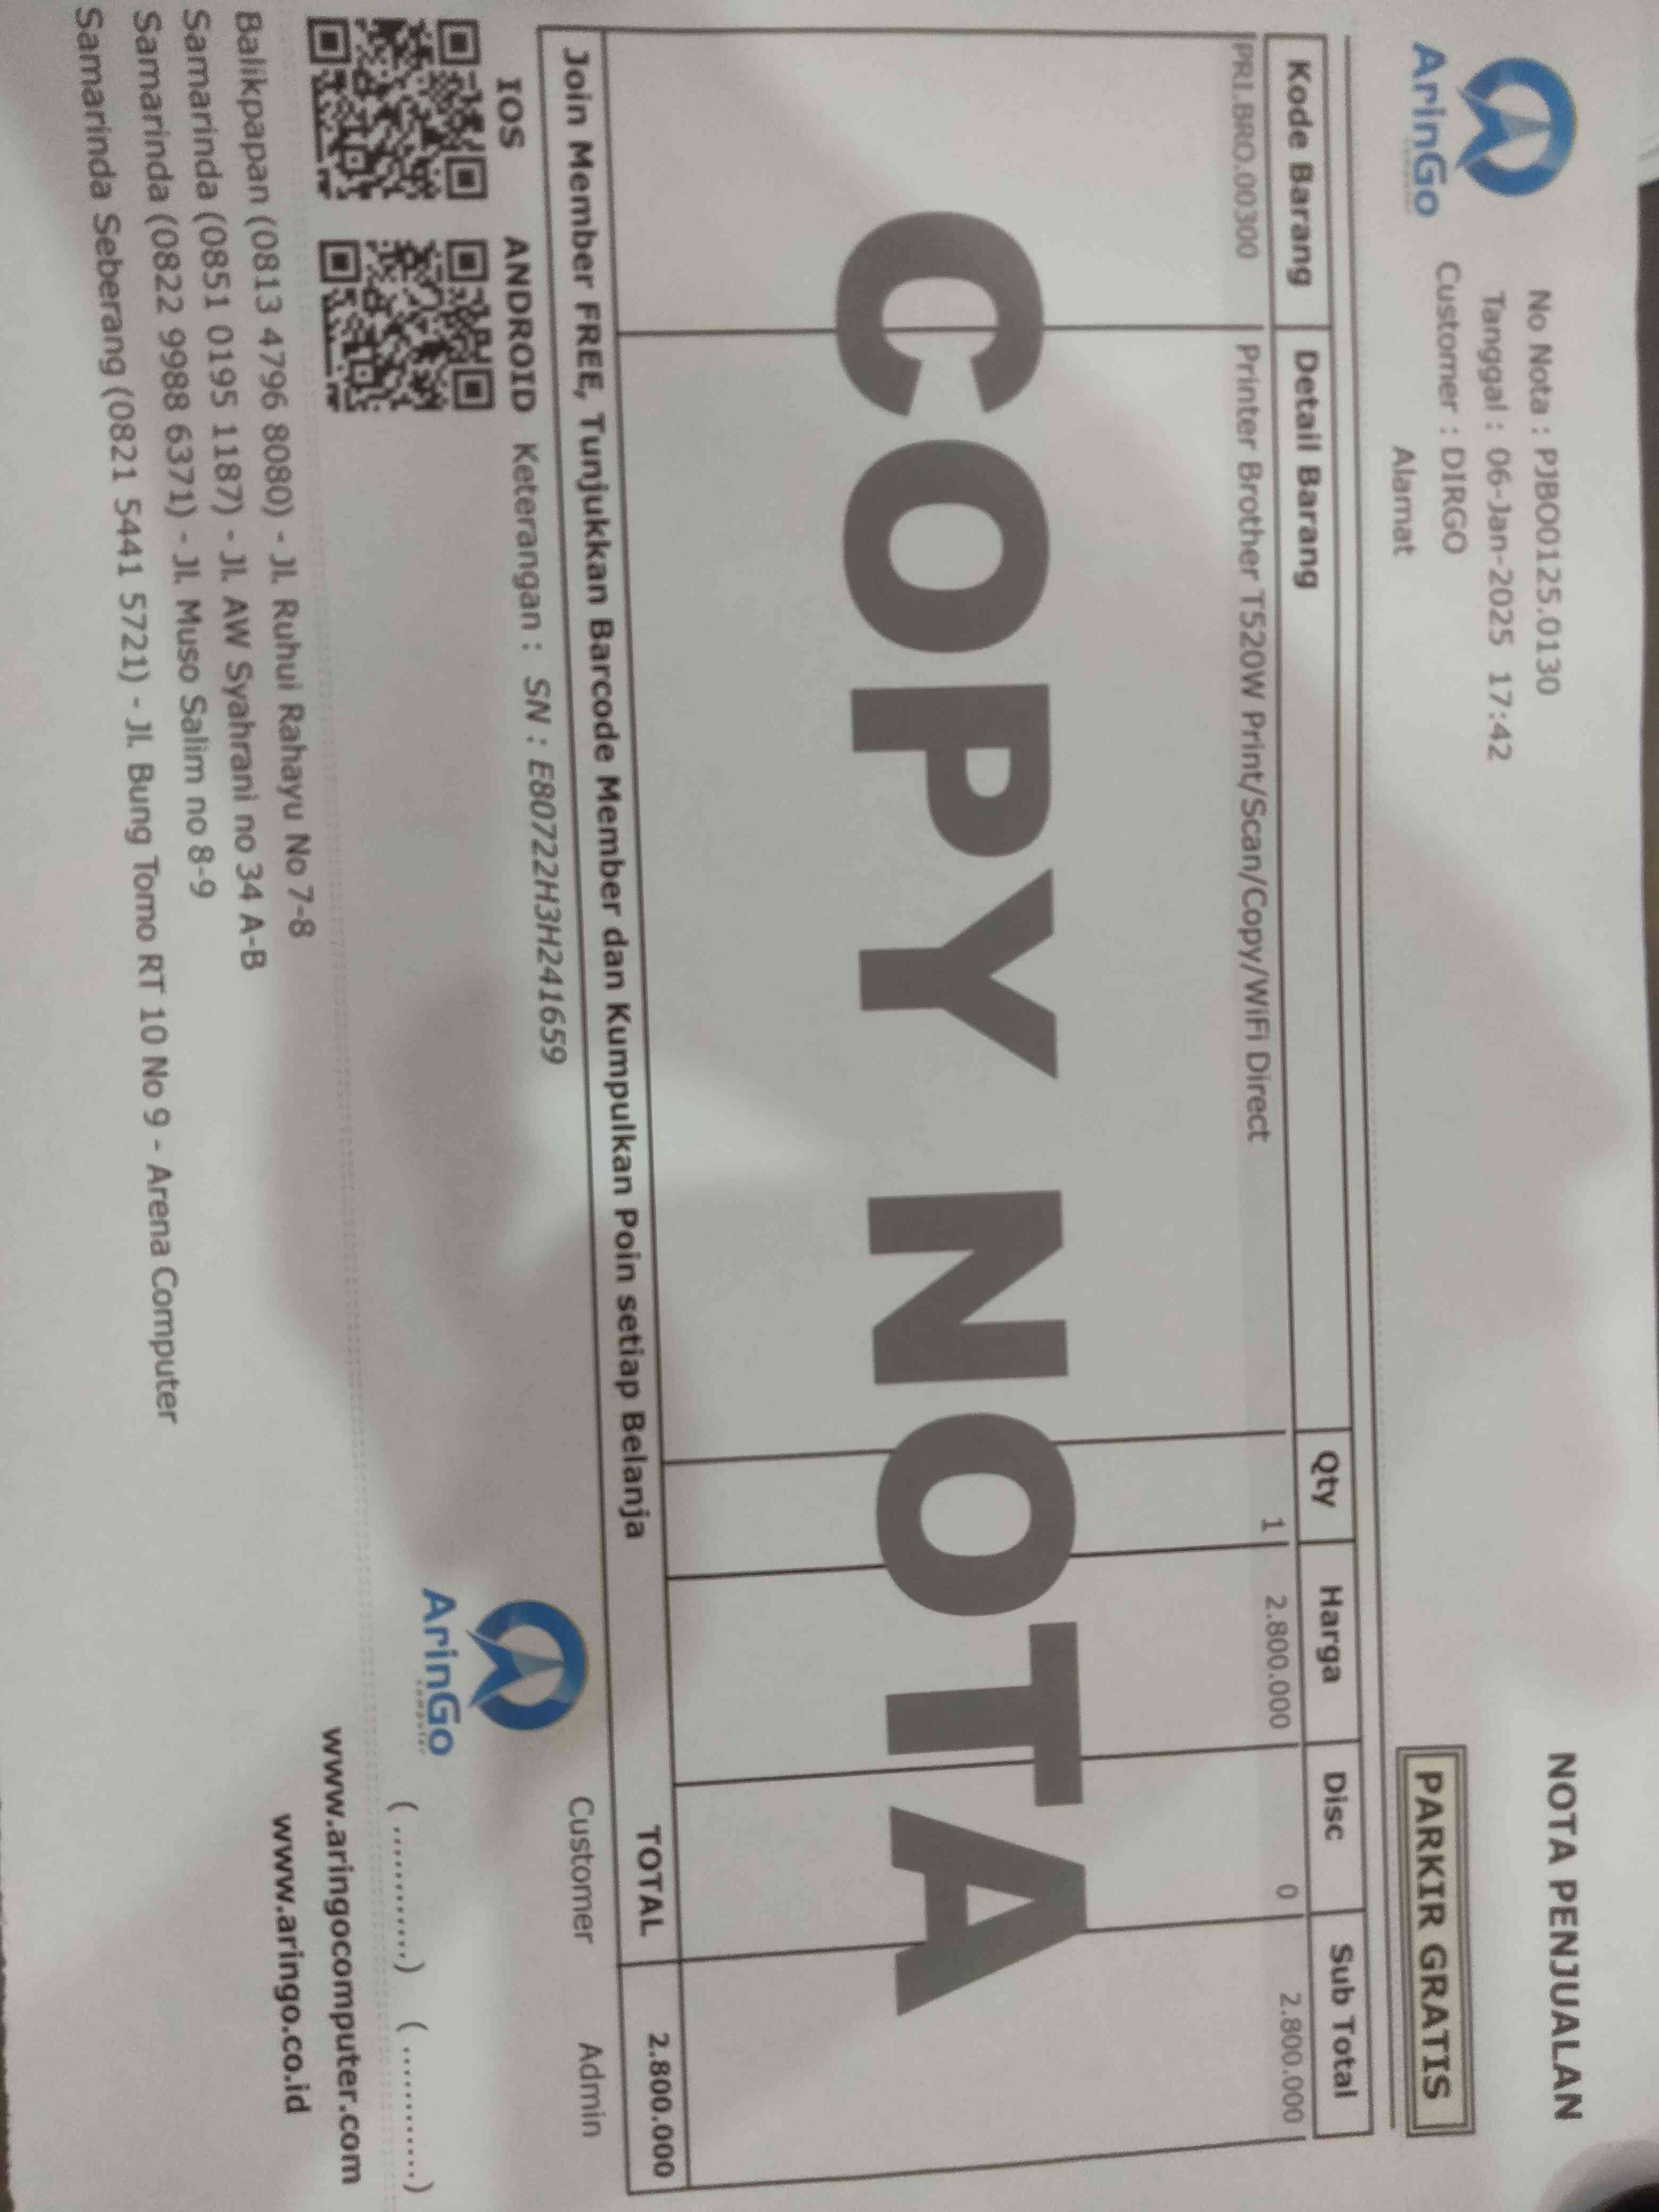 ArinGo
No Nota : PJBO0125.0130
Tanggal : 06-Jan-2025 17:42
Customer : DIRGO
Alamat
NOTA PENJUALAN
PARKIR GRATIS
Kode Barang Detail Barang Qty Harga Disc Sub Total
PRI.BRO.00300 Printer Brother T520W Print/Scan/Copy/WiFi Direct 1 2.800.000 0 2.800.000
COPY NOTA
TOTAL 2.800.000
Join Member FREE, Tunjukkan Barcode Member dan Kumpulkan Poin setiap Belanja
IOS ANDROID Keterangan : SN : E80722H3H241659
Customer Admin
ArinGo
computer
( ............) ( ............)
www.aringocomputer.com
www.aringo.co.id
Balikpapan (0813 4796 8080) - Jl. Ruhui Rahayu No 7-8
Samarinda (0851 0195 1187) - Jl. AW Syahrani no 34 A-B
Samarinda (0822 9988 6371) - Jl. Muso Salim no 8-9
Samarinda Seberang (0821 5441 5721) - Jl. Bung Tomo RT 10 No 9 - Arena Computer